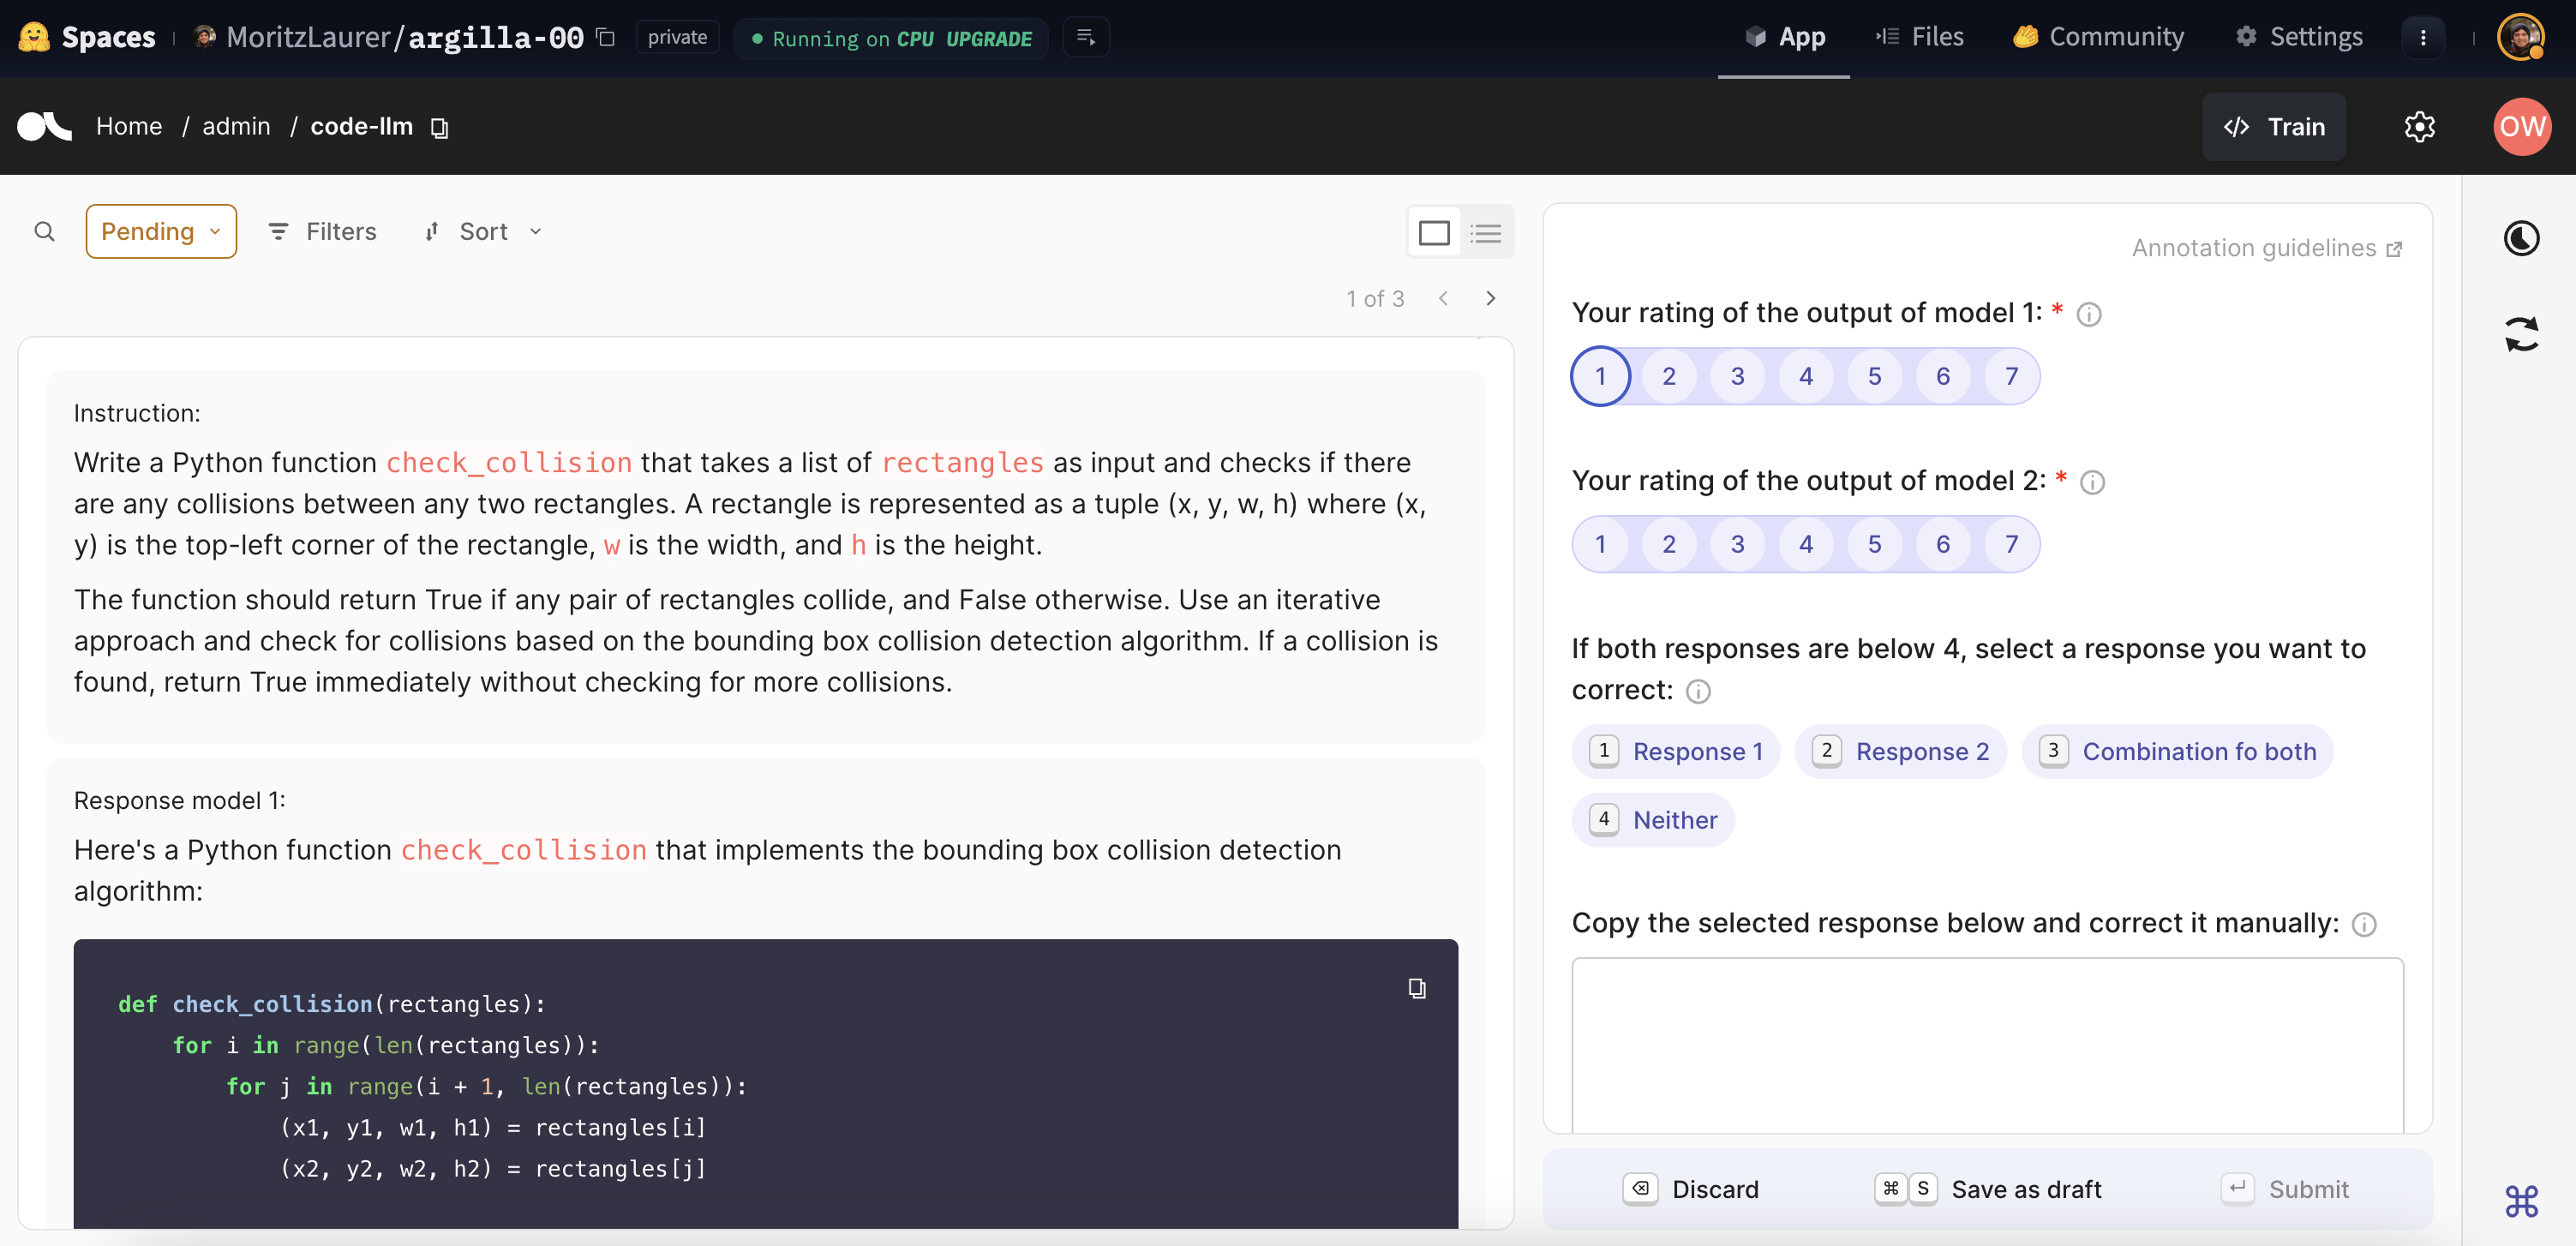 Spaces MoritzLaurer/argilla-00 private Running on CPU UPGRADE App Files Community Settings
Home / admin / code-llm Train OW
Pending Filters Sort
1 of 3
Instruction:
Write a Python function check_collision that takes a list of rectangles as input and checks if there
are any collisions between any two rectangles. A rectangle is represented as a tuple (x, y, w, h) where (x,
y) is the top-left corner of the rectangle, w is the width, and h is the height.
The function should return True if any pair of rectangles collide, and False otherwise. Use an iterative
approach and check for collisions based on the bounding box collision detection algorithm. If a collision is
found, return True immediately without checking for more collisions.
Response model 1:
Here's a Python function check_collision that implements the bounding box collision detection
algorithm:
def check_collision(rectangles):
    for i in range(len(rectangles)):
        for j in range(i + 1, len(rectangles)):
            (x1, y1, w1, h1) = rectangles[i]
            (x2, y2, w2, h2) = rectangles[j]
Annotation guidelines
Your rating of the output of model 1: *
1 2 3 4 5 6 7
Your rating of the output of model 2: *
1 2 3 4 5 6 7
If both responses are below 4, select a response you want to
correct:
1 Response 1 2 Response 2 3 Combination fo both
4 Neither
Copy the selected response below and correct it manually:
Discard ⌘ S Save as draft Submit